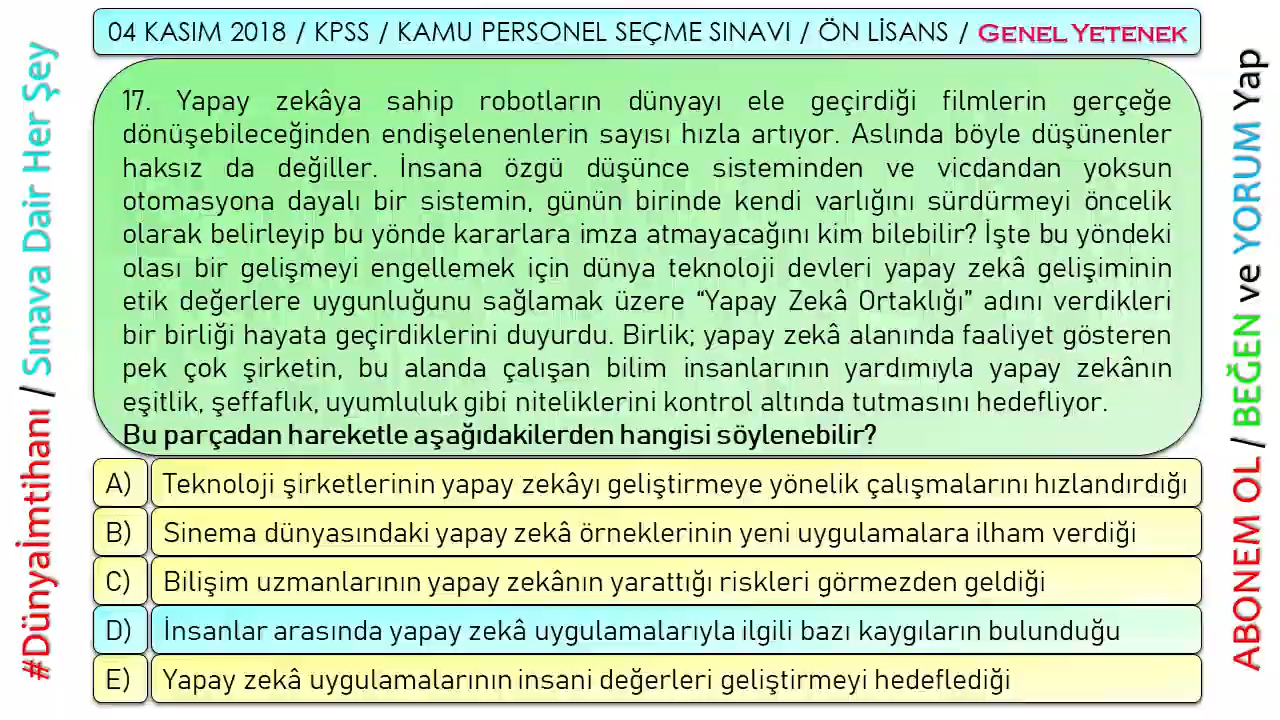 04 KASIM 2018 / KPSS / KAMU PERSONEL SEÇME SINAVI / ÖN LİSANS / GENEL YETENEK
17. Yapay zekâya sahip robotların dünyayı ele geçirdiği filmlerin gerçeğe
dönüşebileceğinden endişelenenlerin sayısı hızla artıyor. Aslında böyle düşünenler
haksız da değiller. İnsana özgü düşünce sisteminden ve vicdandan yoksun
otomasyona dayalı bir sistemin, günün birinde kendi varlığını sürdürmeyi öncelik
olarak belirleyip bu yönde kararlara imza atmayacağını kim bilebilir? İşte bu yöndeki
olası bir gelişmeyi engellemek için dünya teknoloji devleri yapay zekâ gelişiminin
etik değerlere uygunluğunu sağlamak üzere “Yapay Zekâ Ortaklığı” adını verdikleri
bir birliği hayata geçirdiklerini duyurdu. Birlik; yapay zekâ alanında faaliyet gösteren
pek çok şirketin, bu alanda çalışan bilim insanlarının yardımıyla yapay zekânın
eşitlik, şeffaflık, uyumluluk gibi niteliklerini kontrol altında tutmasını hedefliyor.
Bu parçadan hareketle aşağıdakilerden hangisi söylenebilir?
A) Teknoloji şirketlerinin yapay zekâyı geliştirmeye yönelik çalışmalarını hızlandırdığı
B) Sinema dünyasındaki yapay zekâ örneklerinin yeni uygulamalara ilham verdiği
C) Bilişim uzmanlarının yapay zekânın yarattığı riskleri görmezden geldiği
D) İnsanlar arasında yapay zekâ uygulamalarıyla ilgili bazı kaygıların bulunduğu
E) Yapay zekâ uygulamalarının insani değerleri geliştirmeyi hedeflediği
#Dünyaİmtihanı / Sınava Dair Her Şey
ABONEM OL / BEĞEN ve YORUM Yap